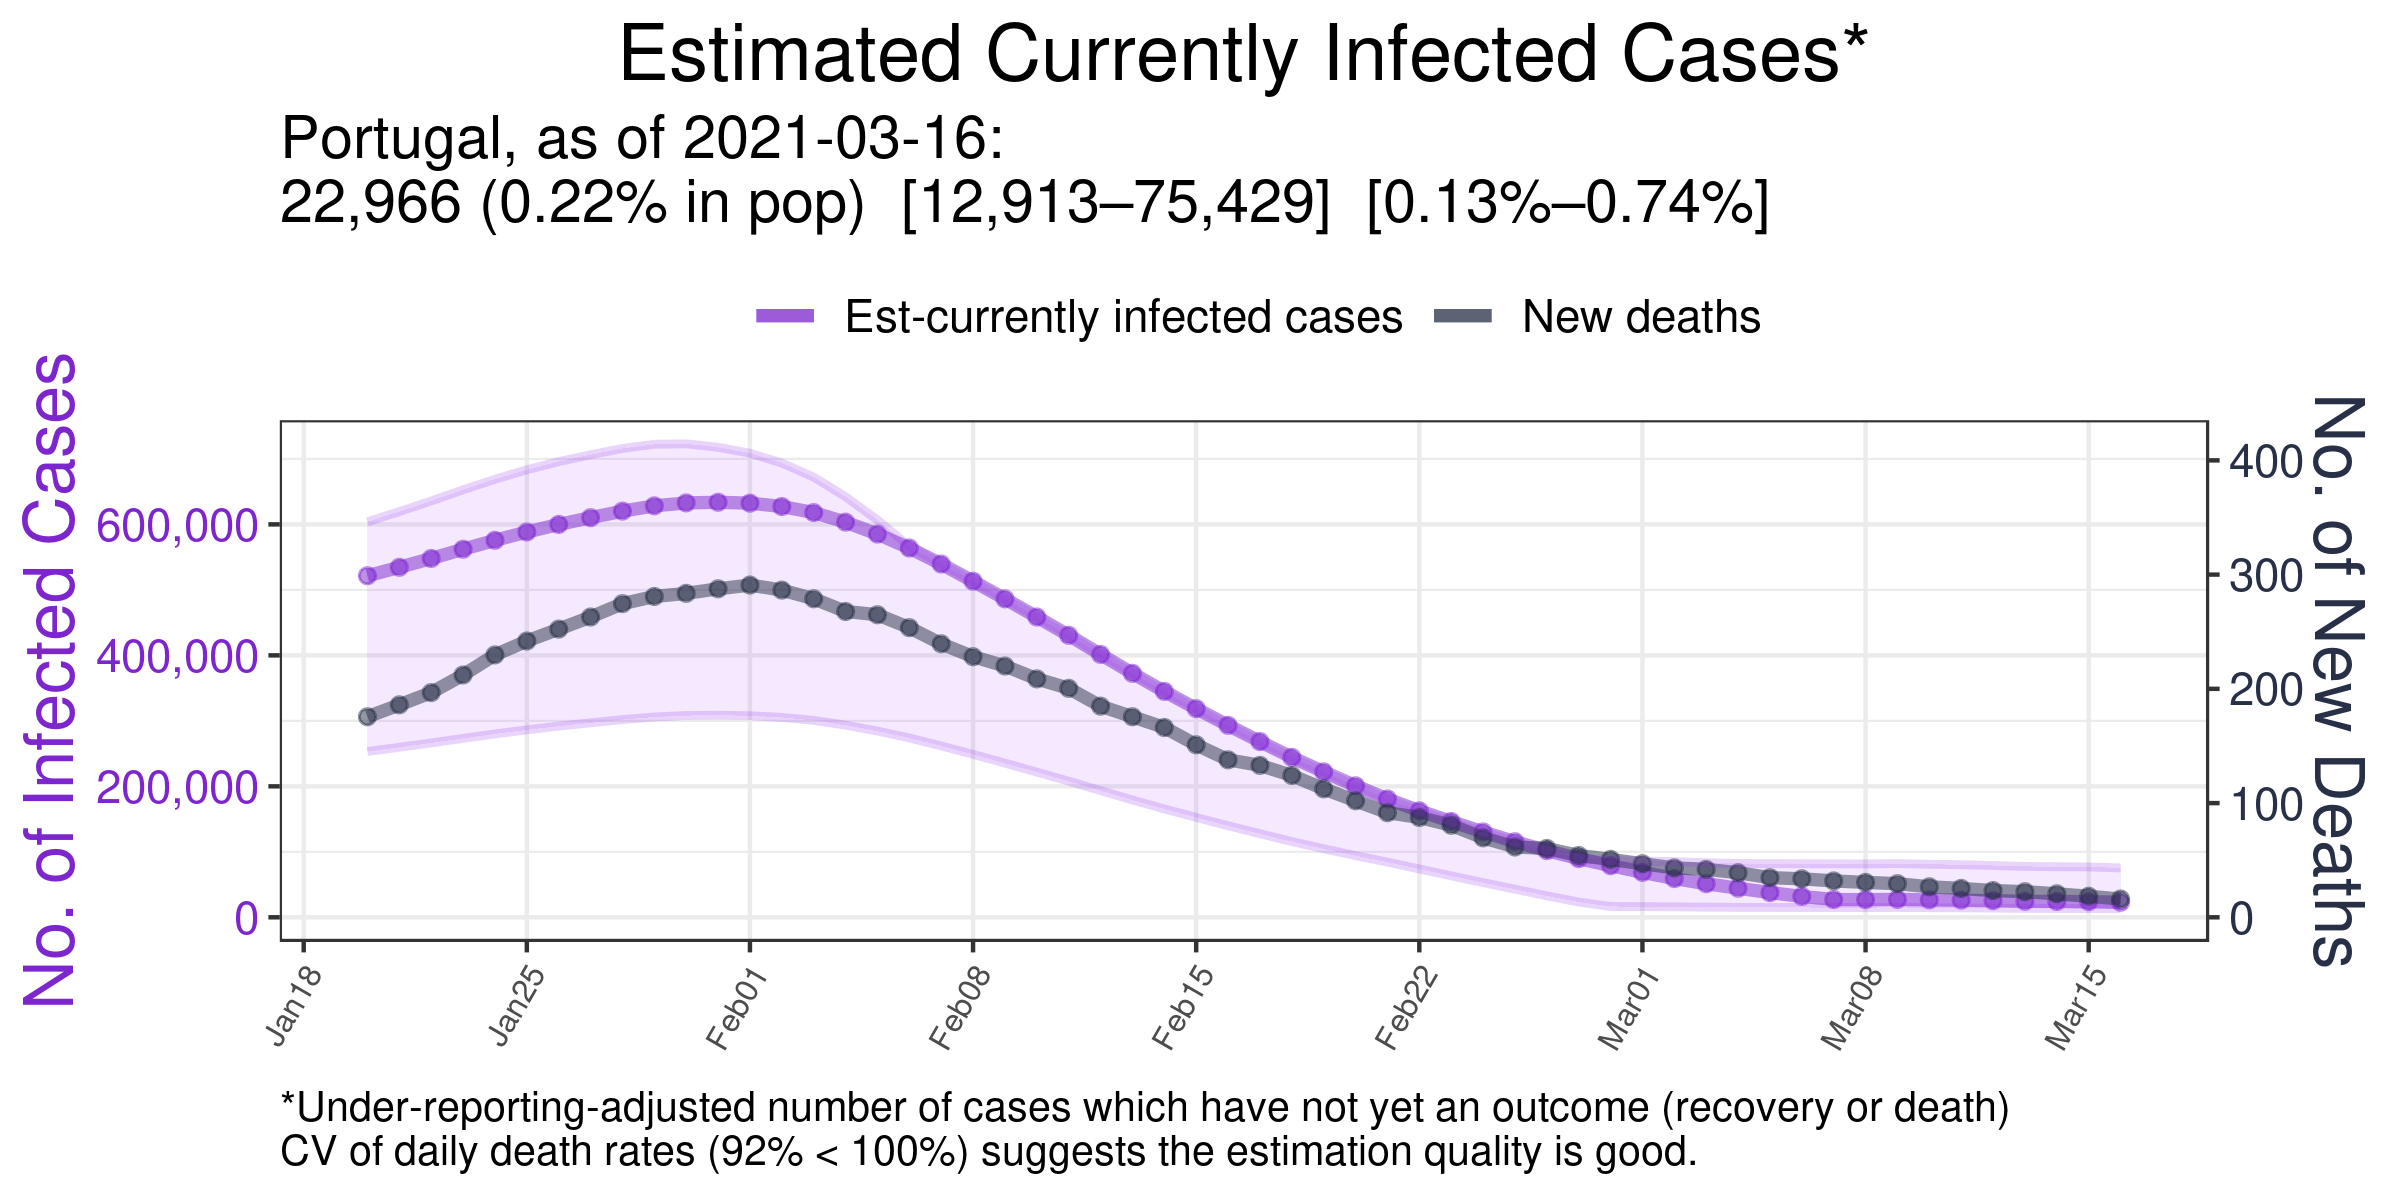 Estimated Currently Infected Cases*
Portugal, as of 2021-03-16:
22,966 (0.22% in pop) [12,913–75,429] [0.13%–0.74%]
Est-currently infected cases
New deaths
No. of Infected Cases
600,000
400,000
200,000
0
400
300
200
100
0
No. of New Deaths
Jan18
Jan25
Feb01
Feb08
Feb15
Feb22
Mar01
Mar08
Mar15
*Under-reporting-adjusted number of cases which have not yet an outcome (recovery or death)
CV of daily death rates (92% < 100%) suggests the estimation quality is good.